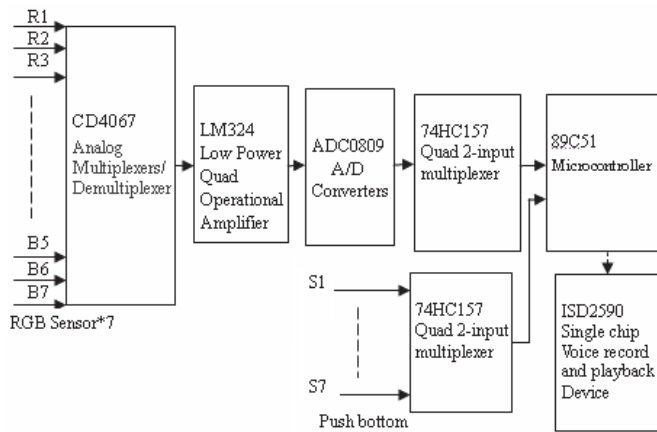 R1
R2
R3
B5
B6
B7
RGB Sensor*7
CD4067
Analog
Multiplexers/
Demultiplexer
LM324
Low Power
Quad
Operational
Amplifier
ADC0809
A/D
Converters
74HC157
Quad 2-input
multiplexer
89C51
Microcontroller
S1
S7
Push bottom
74HC157
Quad 2-input
multiplexer
ISD2590
Single chip
Voice record
and playback
Device